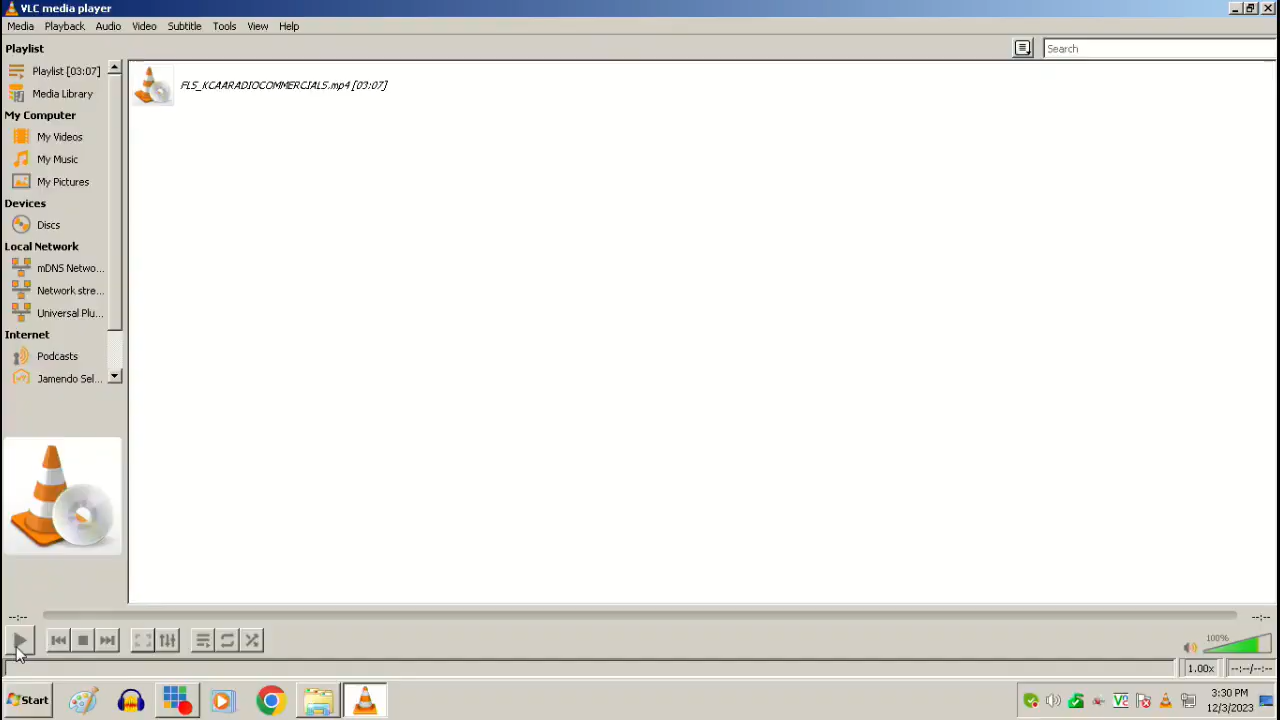 VLC media player
Media Playback Audio Video Subtitle Tools View Help
Playlist
Search
Playlist [03:07]
FLS_KCAARADIOCOMMERCIALS.mp4 [03:07]
Media Library
My Computer
My Videos
My Music
My Pictures
Devices
Discs
Local Network
mDNS Netwo...
Network stre...
Universal Plu...
Internet
Podcasts
Jamendo Sel...
--:-- --:--
100%
1.00x --:--/--:--
Start
3:30 PM
12/3/2023